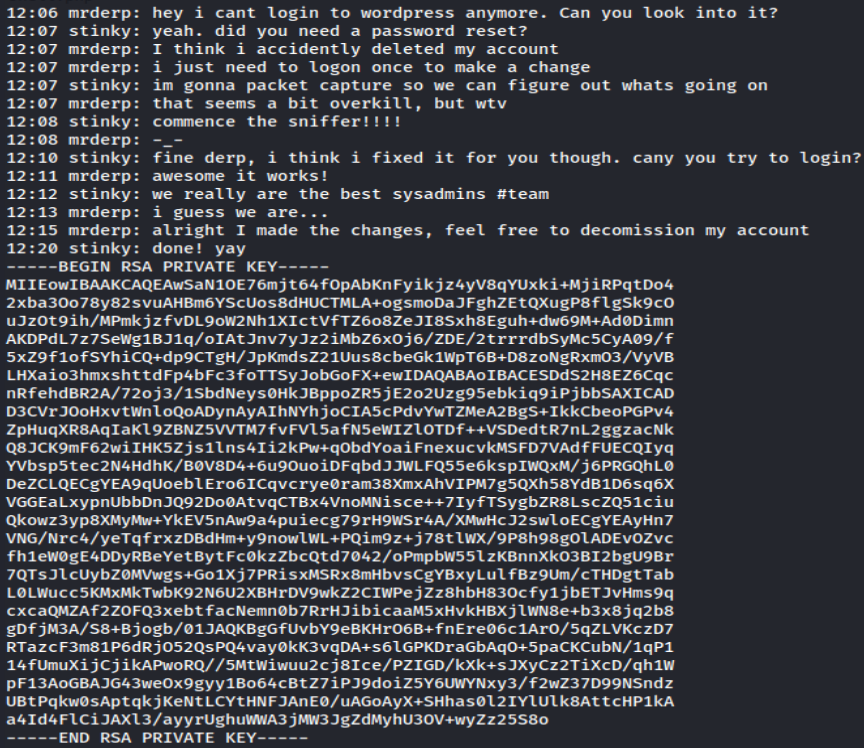 12:06 mrderp: hey i cant login to wordpress anymore. Can you look into it?
12:07 stinky: yeah. did you need a password reset?
12:07 mrderp: I think i accidently deleted my account
12:07 mrderp: i just need to logon once to make a change
12:07 stinky: im gonna packet capture so we can figure out whats going on
12:07 mrderp: that seems a bit overkill, but wtv
12:08 stinky: commence the sniffer!!!!
12:08 mrderp: -_-
12:10 stinky: fine derp, i think i fixed it for you though. cany you try to login?
12:11 mrderp: awesome it works!
12:12 stinky: we really are the best sysadmins #team
12:13 mrderp: i guess we are...
12:15 mrderp: alright I made the changes, feel free to decomission my account
12:20 stinky: done! yay
-----BEGIN RSA PRIVATE KEY-----
MIIEowIBAAKCAQEAwSaN1OE76mjt64fOpAbKnFyikjz4yV8qYUxki+MjiRPqtDo4
2xba3Oo78y82svuAHBm6YScUos8dHUCTMLA+ogsmoDaJFghZEtQXugP8flgSk9cO
uJzOt9ih/MPmkjzfvDL9oW2Nh1XIctVfTZ6o8ZeJI8Sxh8Eguh+dw69M+Ad0Dimn
AKDPdL7z7SeWg1BJ1q/oIAtJnv7yJz2iMbZ6xOj6/ZDE/2trrrdbSyMc5CyA09/f
5xZ9f1ofSYhiCQ+dp9CTgH/JpKmdsZ21Uus8cbeGk1WpT6B+D8zoNgRxmO3/VyVB
LHXaio3hmxshttdFp4bFc3foTTSyJobGoFX+ewIDAQABAoIBACESDdS2H8EZ6Cqc
nRfehdBR2A/72oj3/1SbdNeys0HkJBppoZR5jE2o2Uzg95ebkiq9iPjbbSAXICAD
D3CVrJOoHxvtWnloQoADynAyAIhNYhjoCIA5cPdvYwTZMeA2BgS+IkkCbeoPGPv4
ZpHuqXR8AqIaKl9ZBNZ5VVTM7fvFVl5afN5eWIZlOTDf++VSDedtR7nL2ggzacNk
Q8JCK9mF62wiIHK5Zjs1lns4Ii2kPw+qObdYoaiFnexucvkMSFD7VAdfFUECQIyq
YVbsp5tec2N4HdhK/B0V8D4+6u9OuoiDFqbdJJWLFQ55e6kspIWQxM/j6PRGQhL0
DeZCLQECgYEA9qUoeblEro6ICqvcrye0ram38XmxAhVIPM7g5QXh58YdB1D6sq6X
VGGEaLxypnUbbDnJQ92Do0AtvqCTBx4VnoMNisce++7IyfTSygbZR8LscZQ51ciu
Qkowz3yp8XMyMw+YkEV5nAw9a4puiecg79rH9WSr4A/XMwHcJ2swloECgYEAyHn7
VNG/Nrc4/yeTqfrxzDBdHm+y9nowlWL+PQim9z+j78tlWX/9P8h98gOlADEvOZvc
fh1eW0gE4DDyRBeYetBytFc0kzZbcQtd7042/oPmpbW55lzKBnnXkO3BI2bgU9Br
7QTsJlcUybZ0MVwgs+Go1Xj7PRisxMSRx8mHbvsCgYBxyLulfBz9Um/cTHDgtTab
L0LWucc5KMxMkTwbK92N6U2XBHrDV9wkZ2CIWPejZz8hbH83Ocfy1jbETJvHms9q
cxcaQMZAf2ZOFQ3xebtfacNemn0b7RrHJibicaaM5xHvkHBXjlWN8e+b3x8jq2b8
gDfjM3A/S8+Bjogb/01JAQKBgGfUvbY9eBKHrO6B+fnEre06c1ArO/5qZLVKczD7
RTazcF3m81P6dRjO52QsPQ4vay0kK3vqDA+s6lGPKDraGbAqO+5paCKCubN/1qP1
14fUmuXijCjikAPwoRQ//5MtWiwuu2cj8Ice/PZIGD/kXk+sJXyCz2TiXcD/qh1W
pF13AoGBAJG43weOx9gyy1Bo64cBtZ7iPJ9doiZ5Y6UWYNxy3/f2wZ37D99NSndz
UBtPqkw0sAptqkjKeNtLCYtHNFJAnE0/uAGoAyX+SHhas0l2IYlUlk8AttcHP1kA
a4Id4FlCiJAXl3/ayyrUghuWWA3jMW3JgZdMyhU3OV+wyZz25S8o
-----END RSA PRIVATE KEY-----